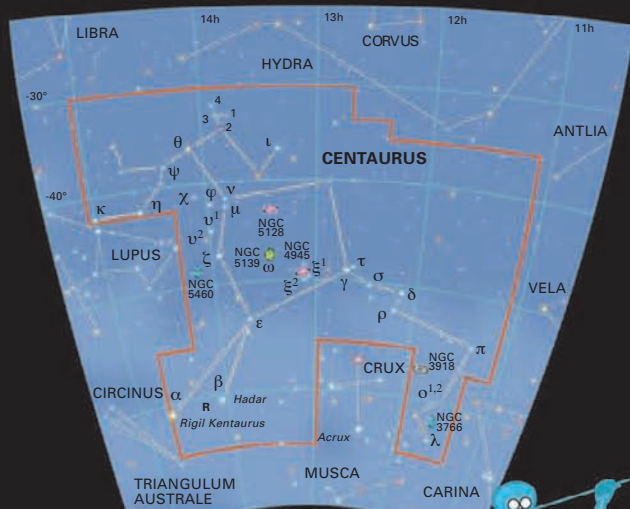 14h
13h
12h
11h
LIBRA
CORVUS
HYDRA
-30°
4
3
1
2
ANTLIA
θ
ι
CENTAURUS
ψ
-40°
κ
η
χ
φ
ν
μ
υ¹
NGC
5128
υ²
LUPUS
ζ
NGC
5139
ω
NGC
4945
ξ¹
ξ²
τ
γ
σ
δ
NGC
5460
VELA
ρ
ε
π
CRUX
NGC
3918
CIRCINUS
α
β
ο¹,²
R
Hadar
Rigil Kentaurus
NGC
3766
Acrux
λ
MUSCA
TRIANGULUM
AUSTRALE
CARINA